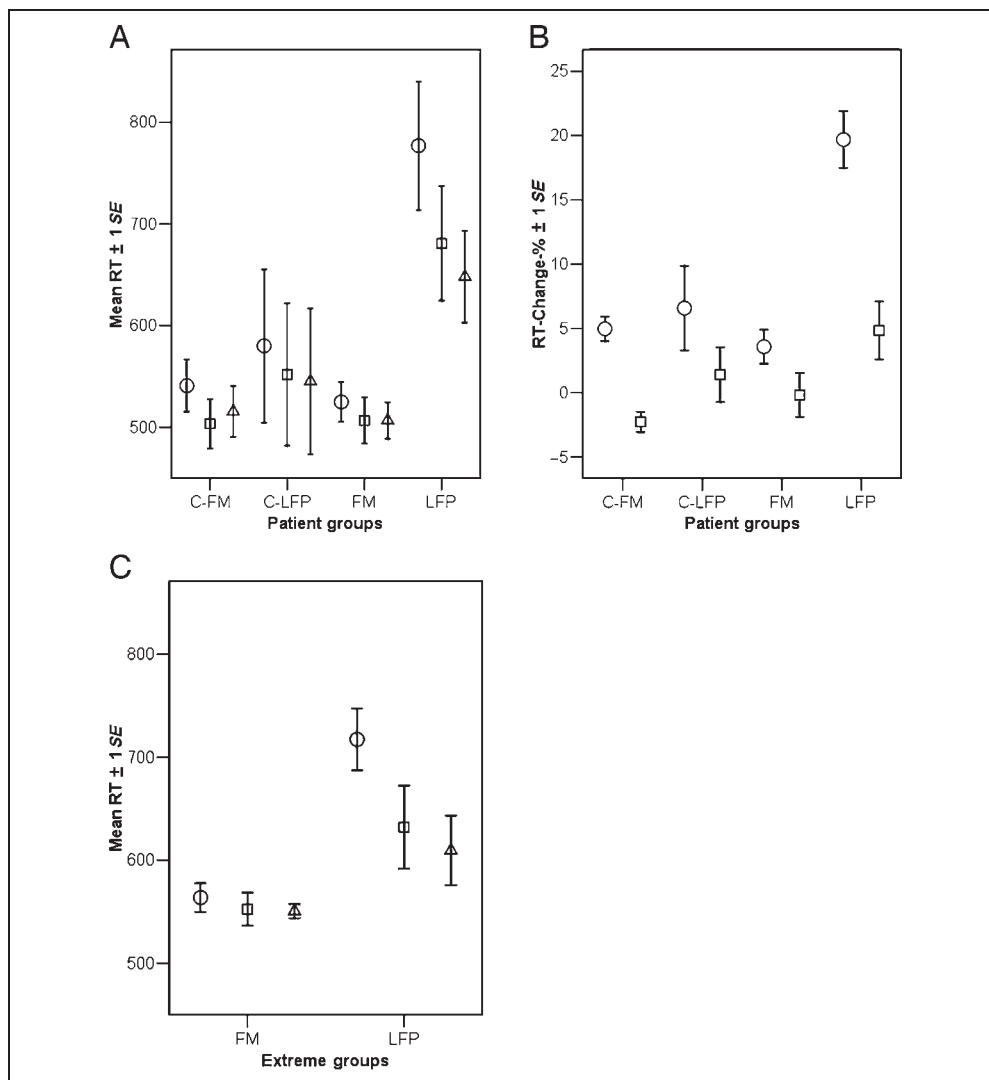 A
Mean RT ± 1 SE
800
700
600
500
C-FM C-LFP FM LFP
Patient groups
B
RT-Change-% ± 1 SE
25
20
15
10
5
0
-5
C-FM C-LFP FM LFP
Patient groups
C
Mean RT ± 1 SE
800
700
600
500
FM LFP
Extreme groups